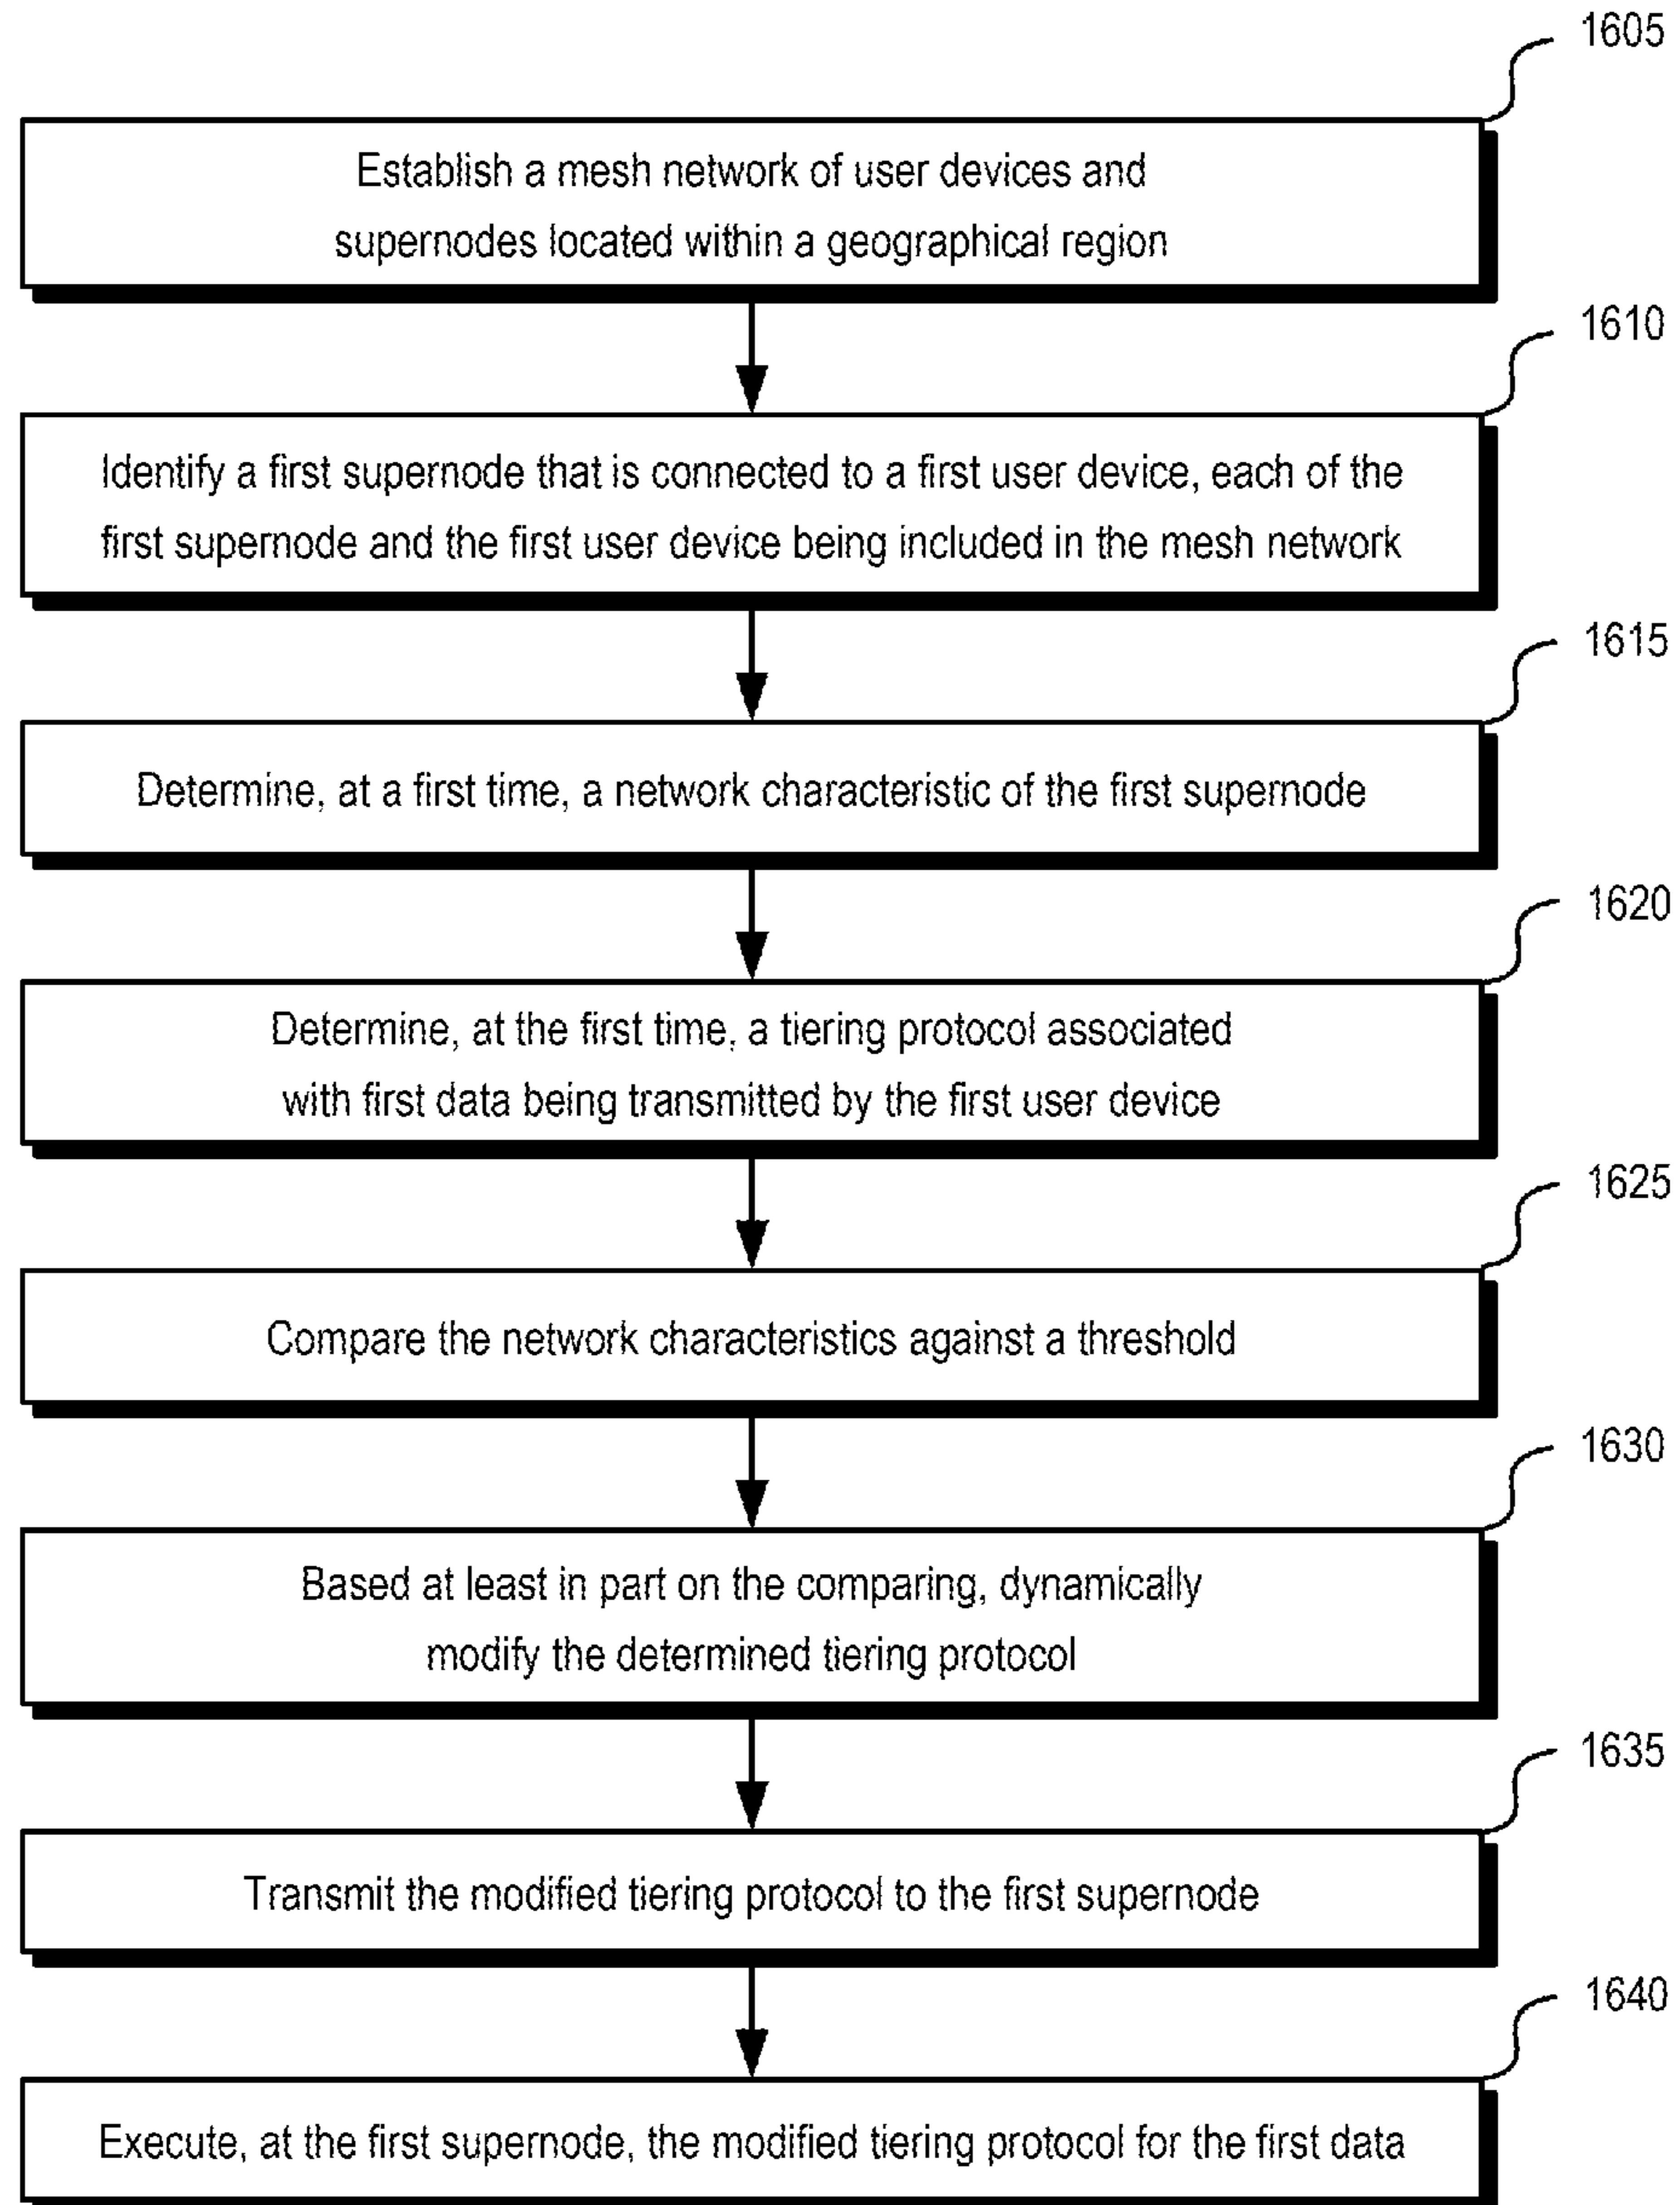 1605
Establish a mesh network of user devices and
supernodes located within a geographical region
1610
Identify a first supernode that is connected to a first user device, each of the
first supernode and the first user device being included in the mesh network
1615
Determine, at a first time, a network characteristic of the first supernode
1620
Determine, at the first time, a tiering protocol associated
with first data being transmitted by the first user device
1625
Compare the network characteristics against a threshold
1630
Based at least in part on the comparing, dynamically
modify the determined tiering protocol
1635
Transmit the modified tiering protocol to the first supernode
1640
Execute, at the first supernode, the modified tiering protocol for the first data